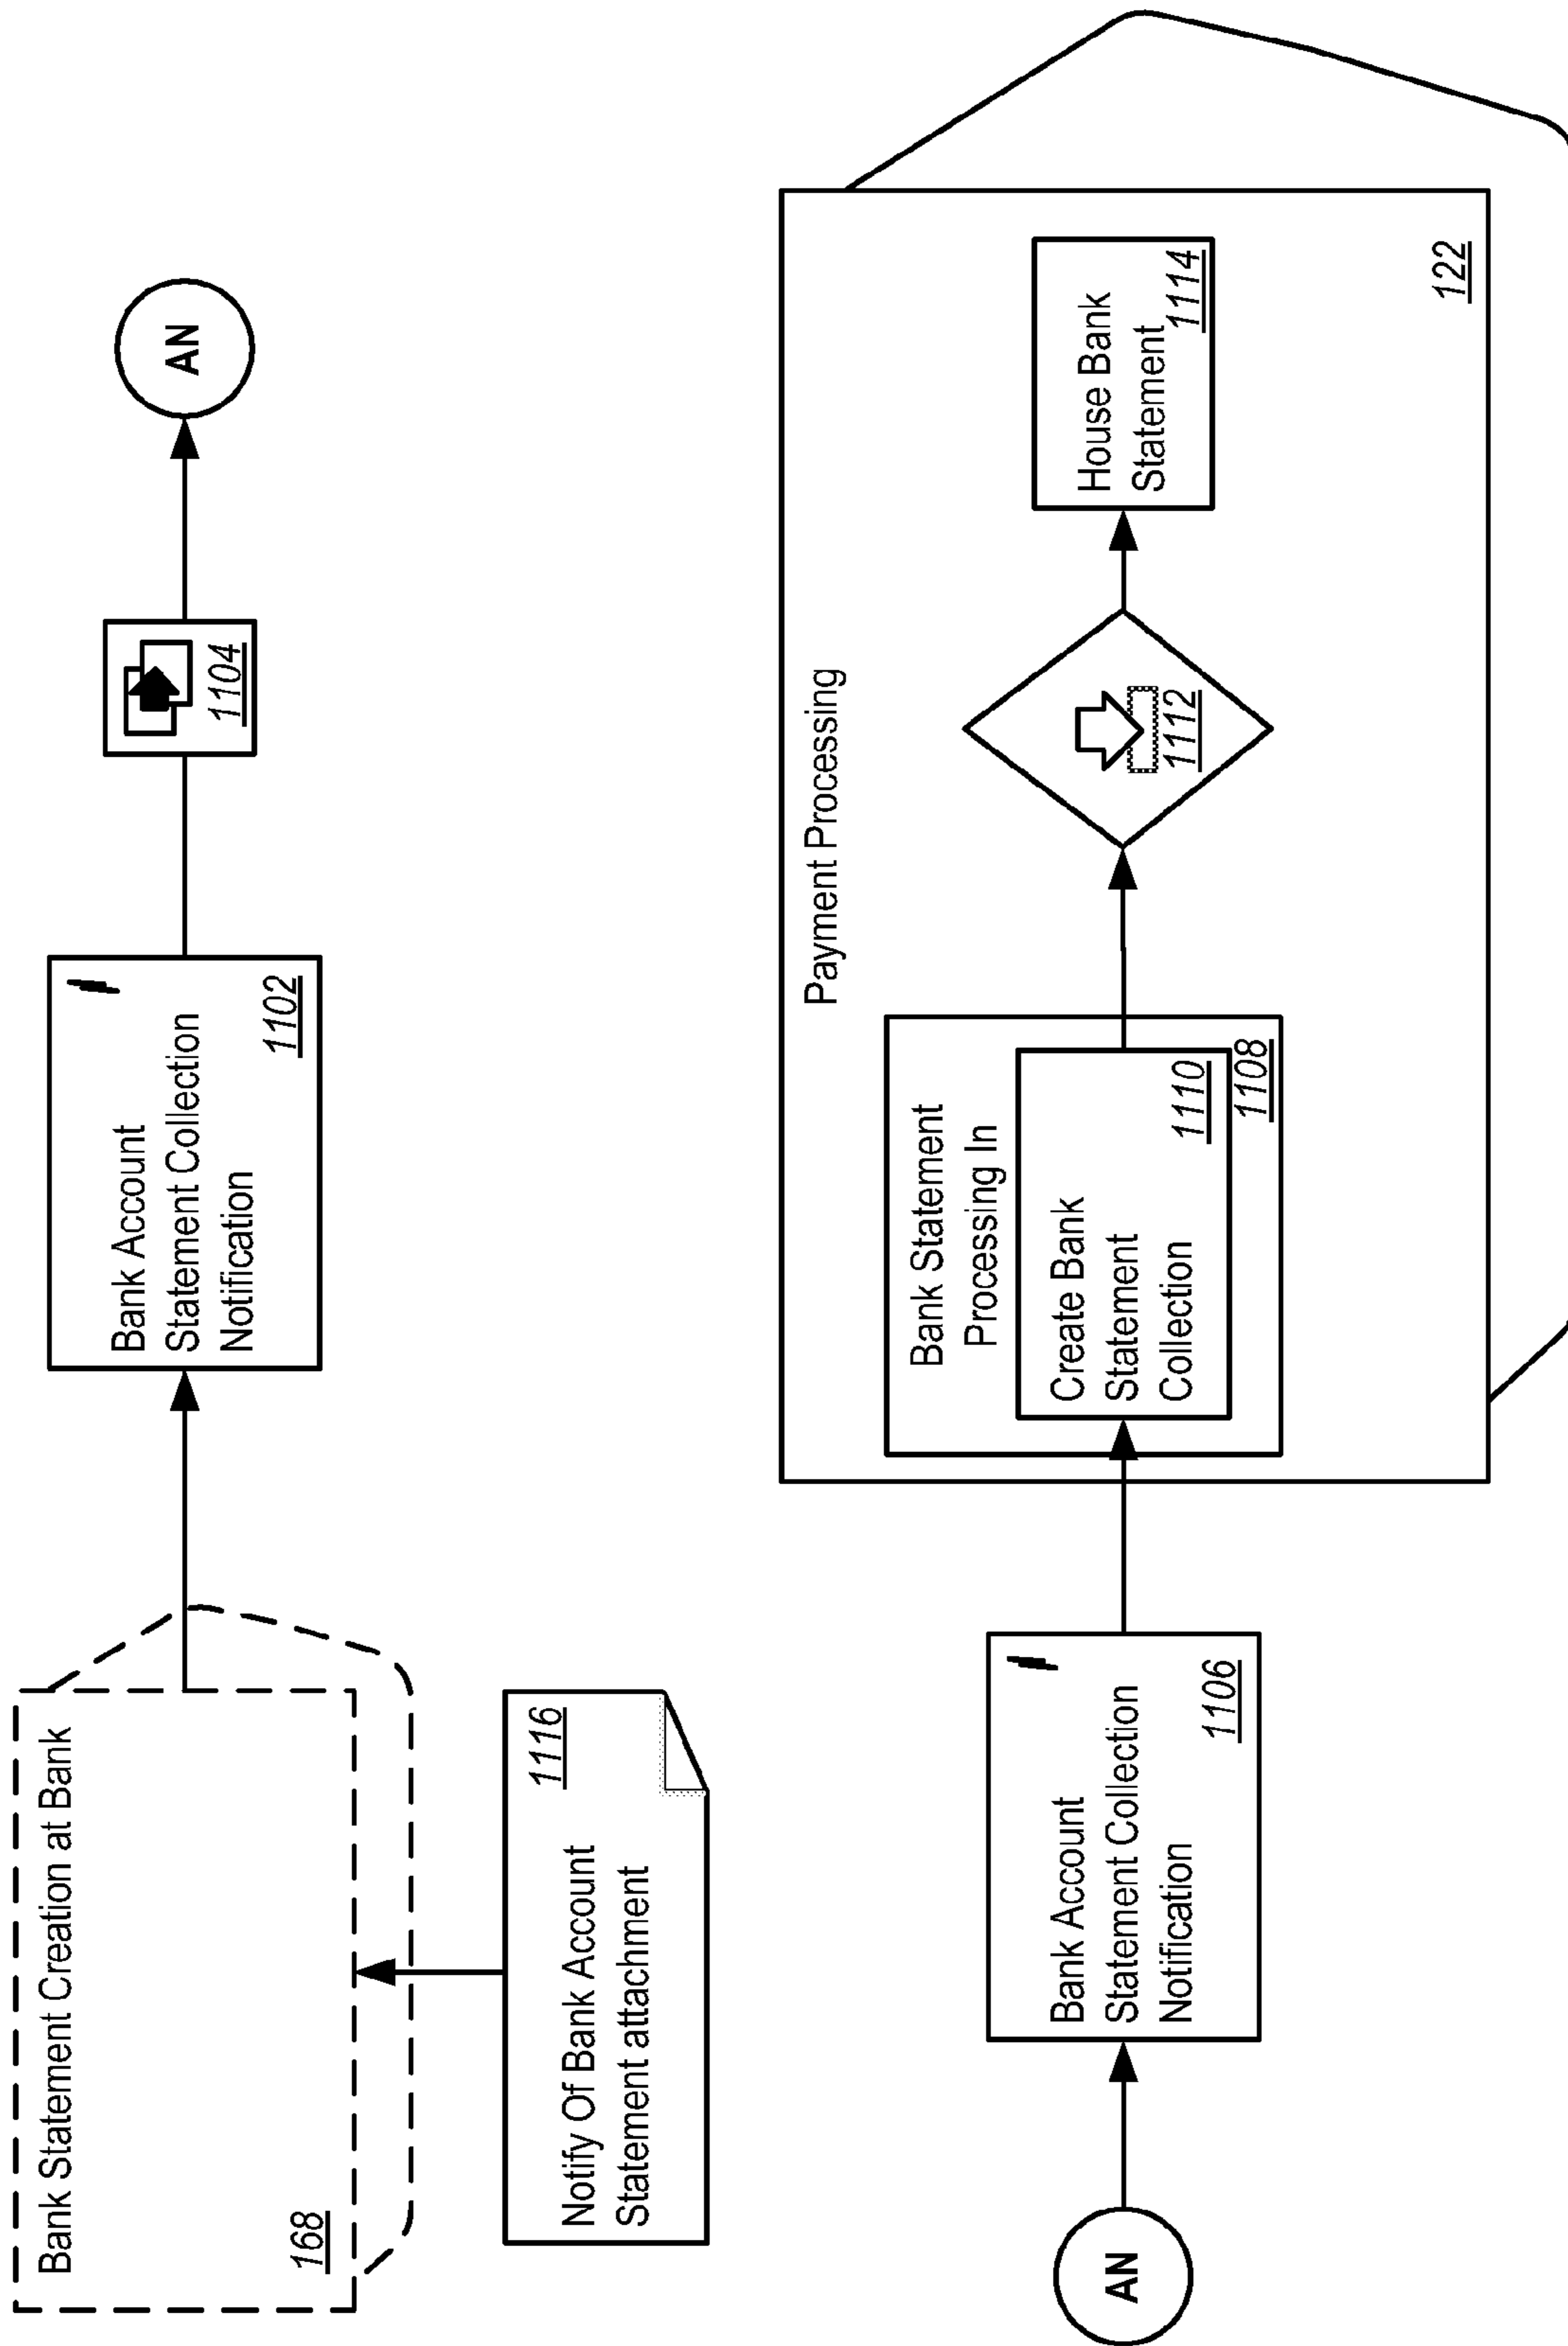 Bank Statement Creation at Bank
168
Notify Of Bank Account
Statement attachment
1116
Bank Account
Statement Collection
Notification
1102
1104
AN
AN
Bank Account
Statement Collection
Notification
1106
Payment Processing
Bank Statement
Processing In
Create Bank
Statement
Collection
1110
1108
1112
House Bank
Statement
1114
122